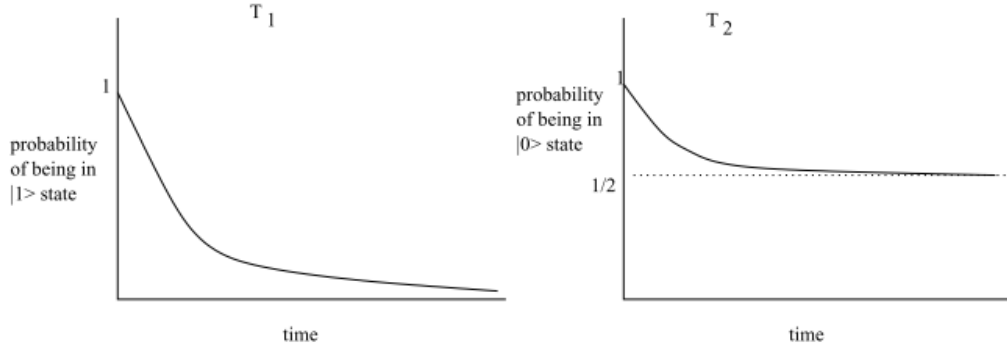 T 1
1
probability
of being in
|1> state
time
T 2
1
probability
of being in
|0> state
1/2
time